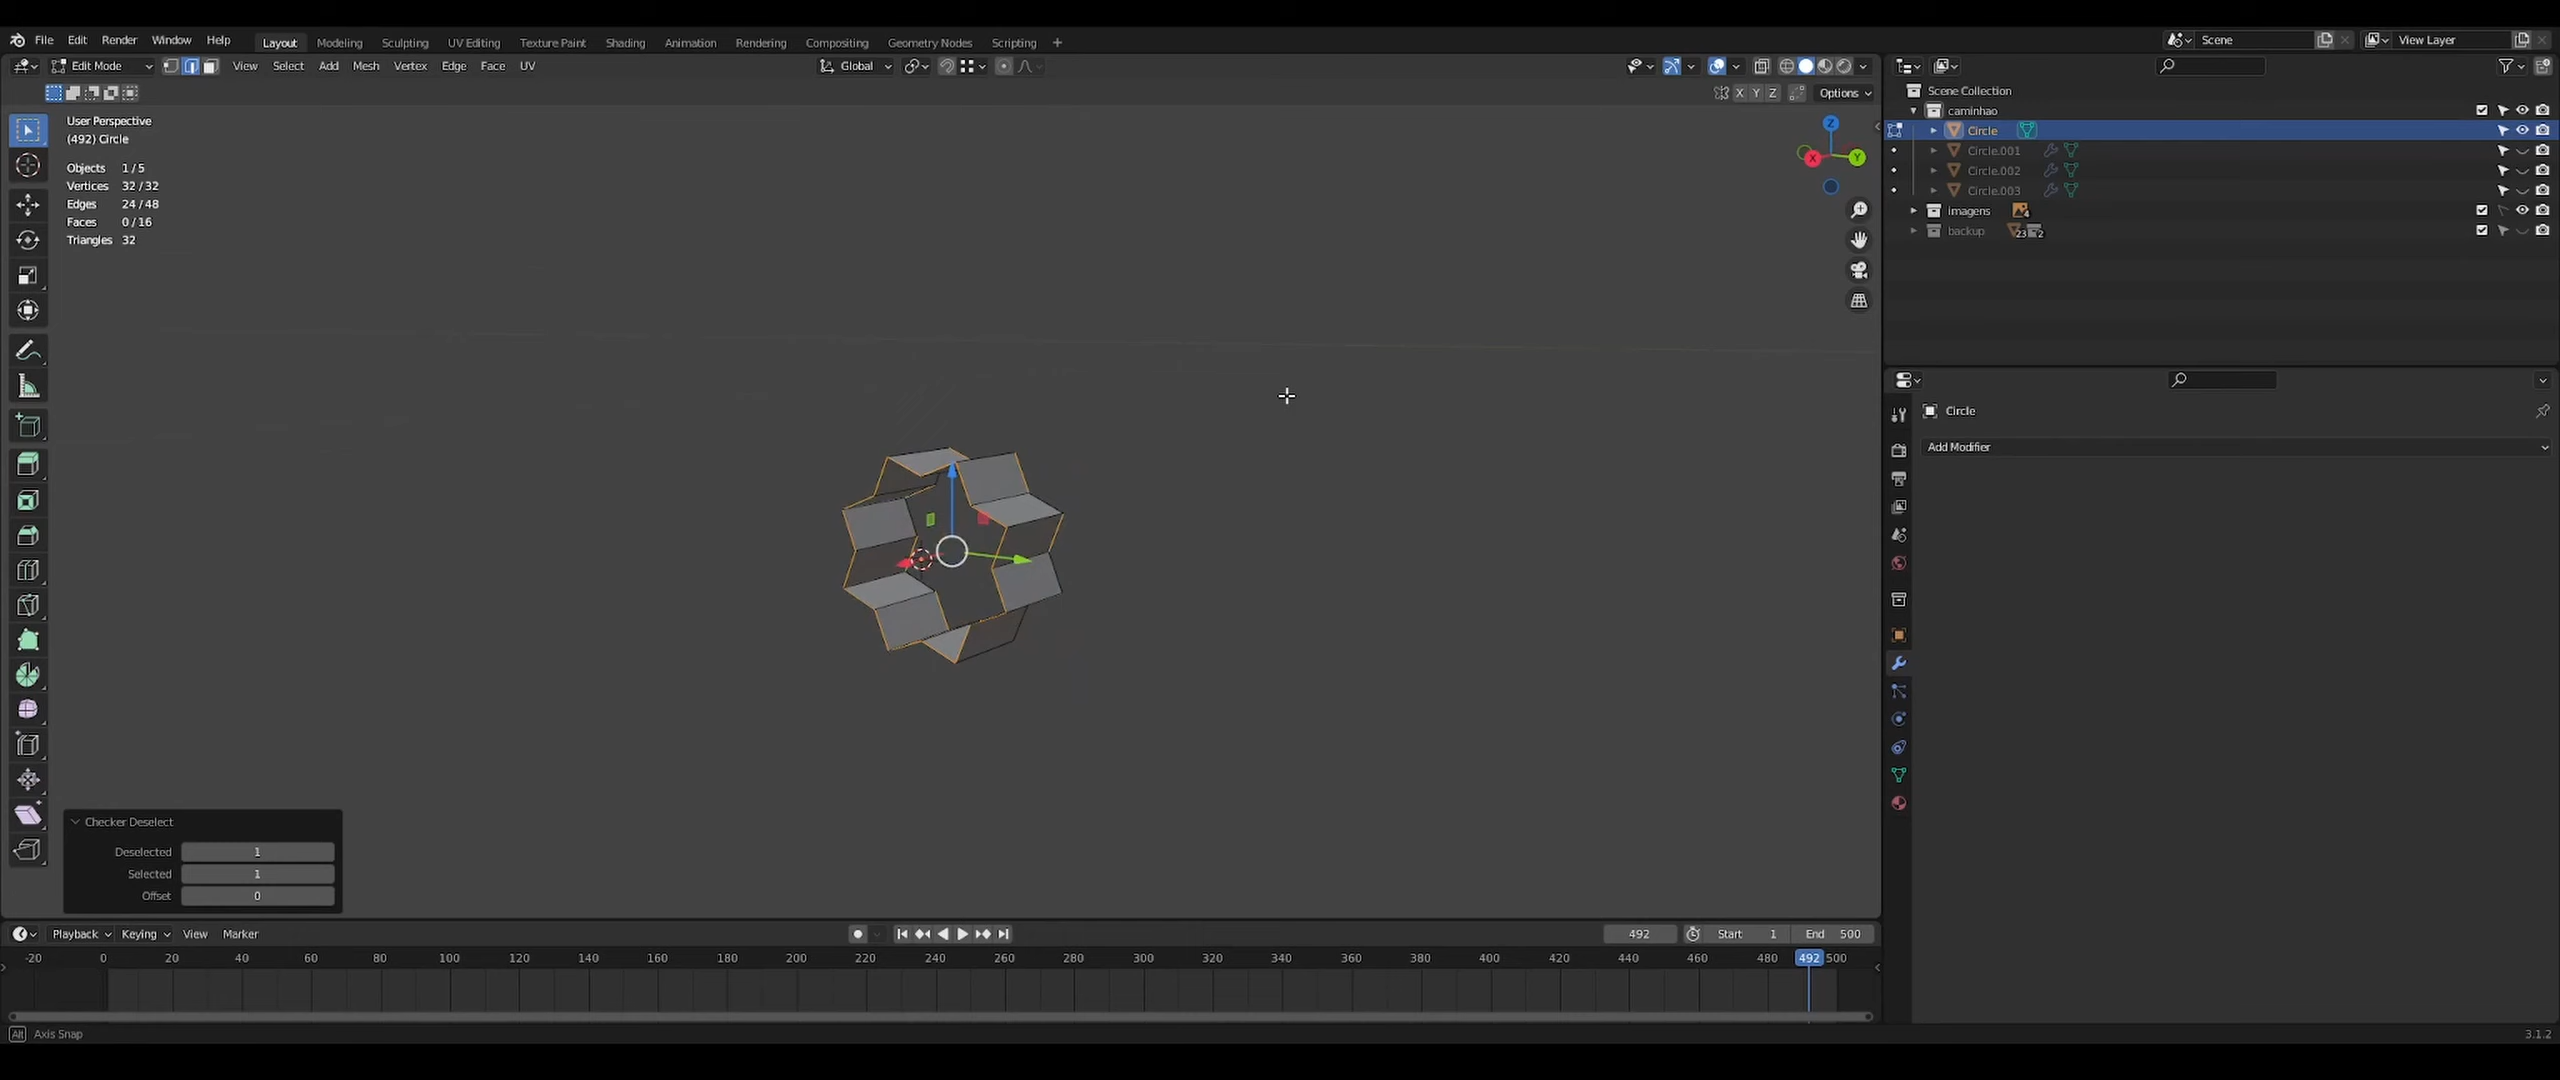 File Edit Render Window Help Layout Modeling Sculpting UV Editing Texture Paint Shading Animation Rendering Compositing Geometry Nodes Scripting + Scene View Layer
Edit Mode View Select Add Mesh Vertex Edge Face UV Global
X Y Z Options
User Perspective
(492) Circle
Objects 1/5
Vertices 32/32
Edges 24/48
Faces 0/16
Triangles 32
Z
X
Y
Scene Collection
caminhao
Circle
Circle.001
Circle.002
Circle.003
imagens 4
backup 23 2
Circle
Add Modifier
Checker Deselect
Deselected 1
Selected 1
Offset 0
Playback Keying View Marker 492 Start 1 End 500
-20 0 20 40 60 80 100 120 140 160 180 200 220 240 260 280 300 320 340 360 380 400 420 440 460 480 492 500
Alt Axis Snap 3.1.2